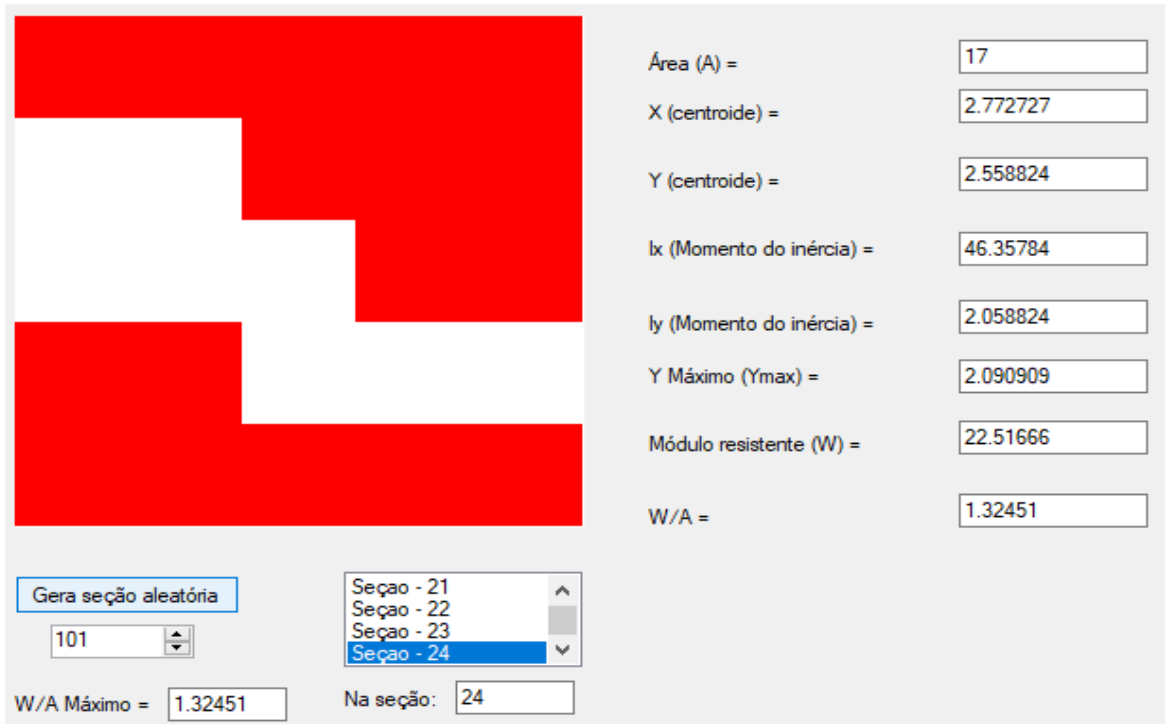 Área (A) = 17
X (centroide) = 2.772727
Y (centroide) = 2.558824
Ix (Momento do inércia) = 46.35784
Iy (Momento do inércia) = 2.058824
Y Máximo (Ymax) = 2.090909
Módulo resistente (W) = 22.51666
W/A = 1.32451
Gera seção aleatória
101
Seçao - 21
Seçao - 22
Seçao - 23
Seçao - 24
W/A Máximo = 1.32451
Na seção: 24